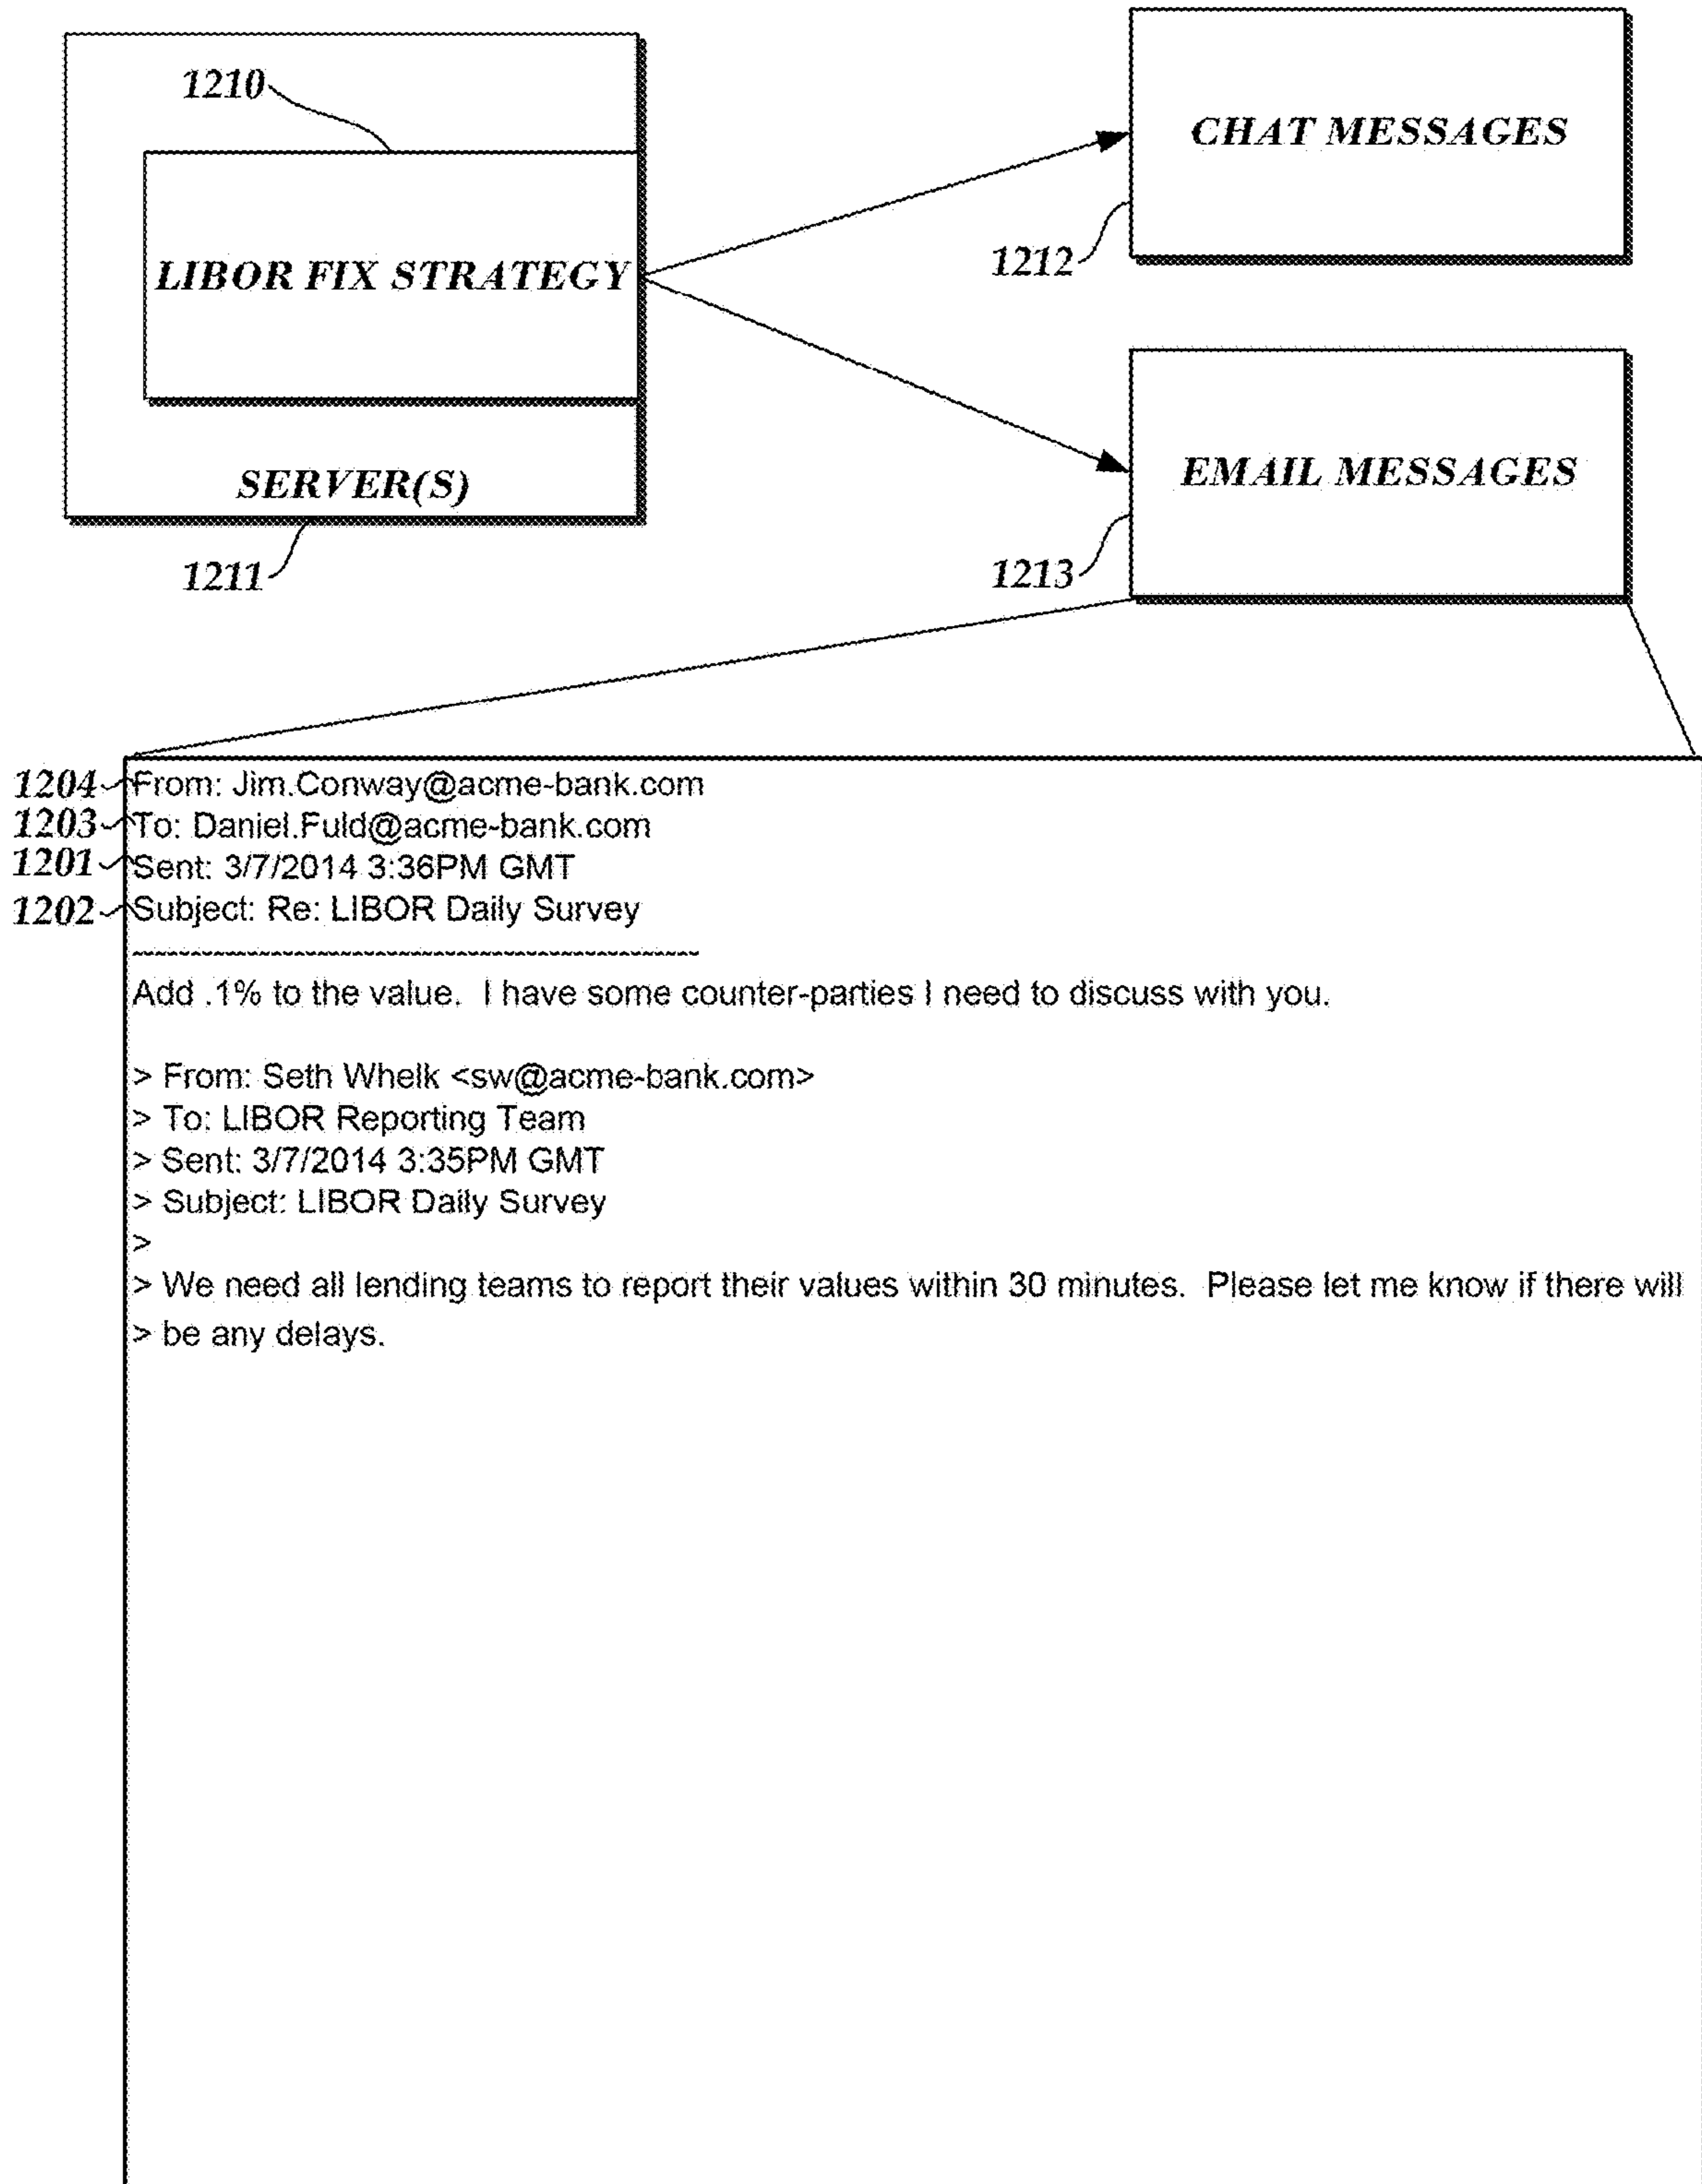 1210
LIBOR FIX STRATEGY
SERVER(S)
1211
CHAT MESSAGES
1212
EMAIL MESSAGES
1213
1204 From: Jim.Conway@acme-bank.com
1203 To: Daniel.Fuld@acme-bank.com
1201 Sent: 3/7/2014 3:36PM GMT
1202 Subject: Re: LIBOR Daily Survey
--------------------------------------------------
Add .1% to the value.  I have some counter-parties I need to discuss with you.
> From: Seth Whelk <sw@acme-bank.com>
> To: LIBOR Reporting Team
> Sent: 3/7/2014 3:35PM GMT
> Subject: LIBOR Daily Survey
>
> We need all lending teams to report their values within 30 minutes.  Please let me know if there will
> be any delays.